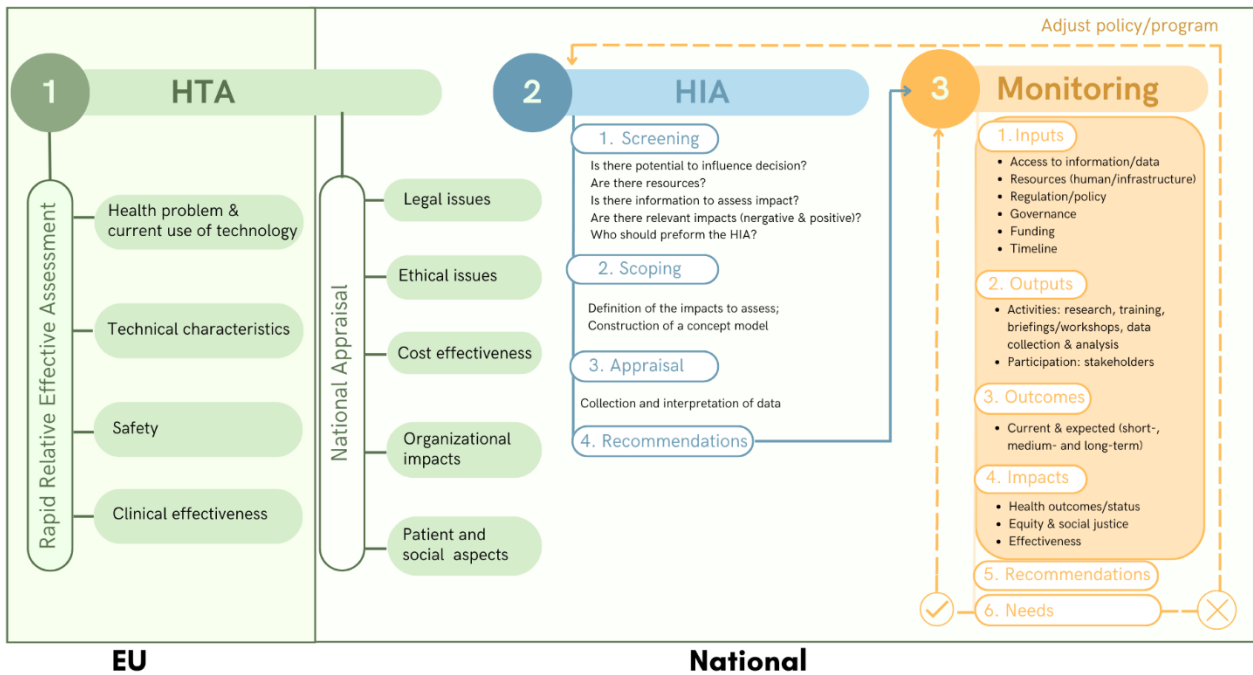 Adjust policy/program
1
HTA
2
HIA
3
Monitoring
Rapid Relative Effective Assessment
Health problem &
current use of technology
Technical characteristics
Safety
Clinical effectiveness
National Appraisal
Legal issues
Ethical issues
Cost effectiveness
Organizational
impacts
Patient and
social aspects
1. Screening
Is there potential to influence decision?
Are there resources?
Is there information to assess impact?
Are there relevant impacts (nergative & positive)?
Who should preform the HIA?
2. Scoping
Definition of the impacts to assess;
Construction of a concept model
3. Appraisal
Collection and interpretation of data
4. Recommendations
1. Inputs
• Access to information/data
• Resources (human/infrastructure)
• Regulation/policy
• Governance
• Funding
• Timeline
2. Outputs
• Activities: research, training,
briefings/workshops, data
collection & analysis
• Participation: stakeholders
3. Outcomes
• Current & expected (short-,
medium- and long-term)
4. Impacts
• Health outcomes/status
• Equity & social justice
• Effectiveness
5. Recommendations
6. Needs
EU
National